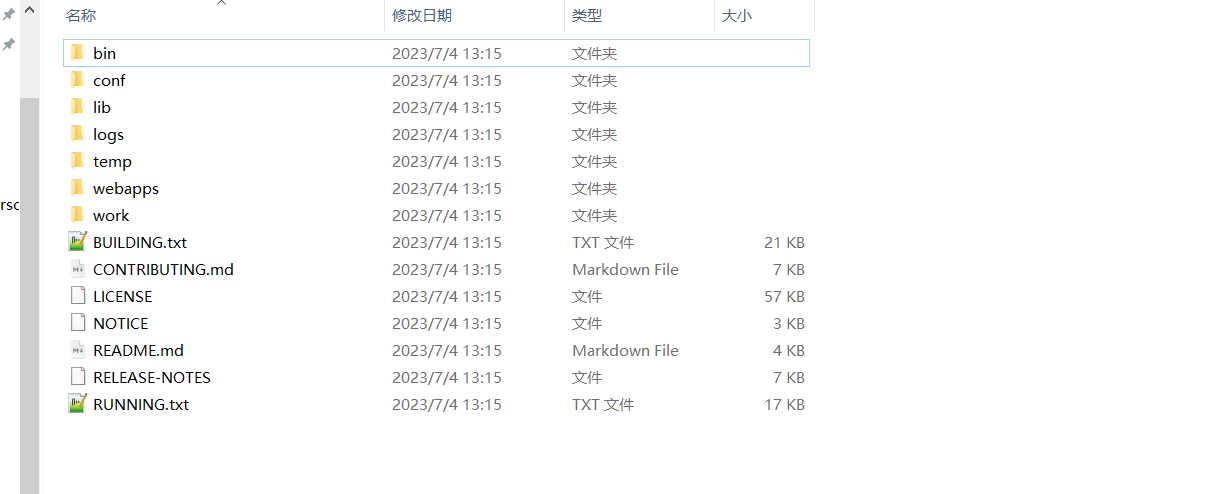 名称 修改日期 类型 大小
bin 2023/7/4 13:15 文件夹
conf 2023/7/4 13:15 文件夹
lib 2023/7/4 13:15 文件夹
logs 2023/7/4 13:15 文件夹
temp 2023/7/4 13:15 文件夹
webapps 2023/7/4 13:15 文件夹
rsc work 2023/7/4 13:15 文件夹
BUILDING.txt 2023/7/4 13:15 TXT 文件 21 KB
CONTRIBUTING.md 2023/7/4 13:15 Markdown File 7 KB
LICENSE 2023/7/4 13:15 文件 57 KB
NOTICE 2023/7/4 13:15 文件 3 KB
README.md 2023/7/4 13:15 Markdown File 4 KB
RELEASE-NOTES 2023/7/4 13:15 文件 7 KB
RUNNING.txt 2023/7/4 13:15 TXT 文件 17 KB